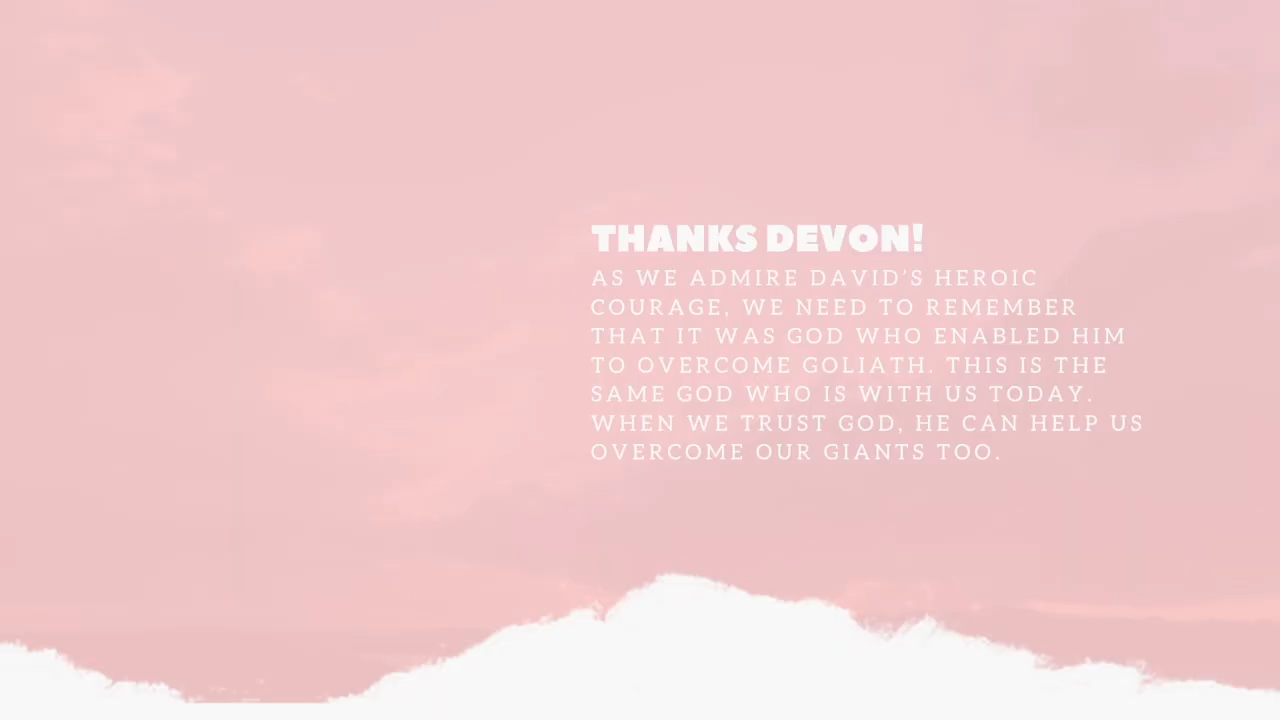 THANKS DEVON!
AS WE ADMIRE DAVID’S HEROIC
COURAGE, WE NEED TO REMEMBER
THAT IT WAS GOD WHO ENABLED HIM
TO OVERCOME GOLIATH. THIS IS THE
SAME GOD WHO IS WITH US TODAY.
WHEN WE TRUST GOD, HE CAN HELP US
OVERCOME OUR GIANTS TOO.